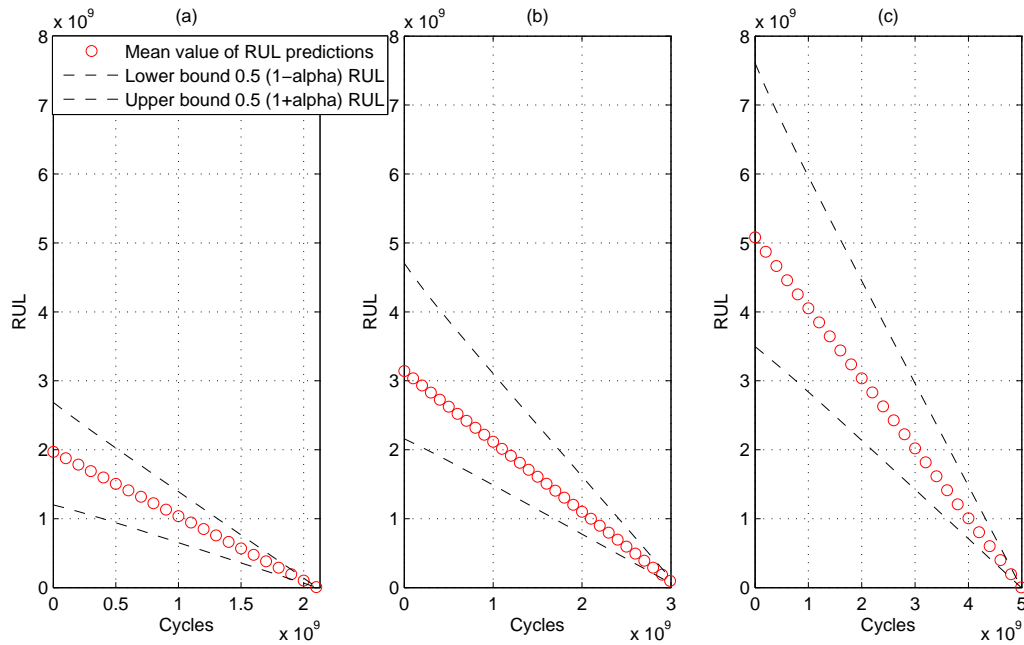 x 10^9
(a)
8
7
6
5
4
3
2
1
0
RUL
0
0.5
1
1.5
2
Cycles
x 10^9
Mean value of RUL predictions
Lower bound 0.5 (1−alpha) RUL
Upper bound 0.5 (1+alpha) RUL
x 10^9
(b)
8
7
6
5
4
3
2
1
0
RUL
0
1
2
3
Cycles
x 10^9
x 10^9
(c)
8
7
6
5
4
3
2
1
0
RUL
0
1
2
3
4
5
Cycles
x 10^9